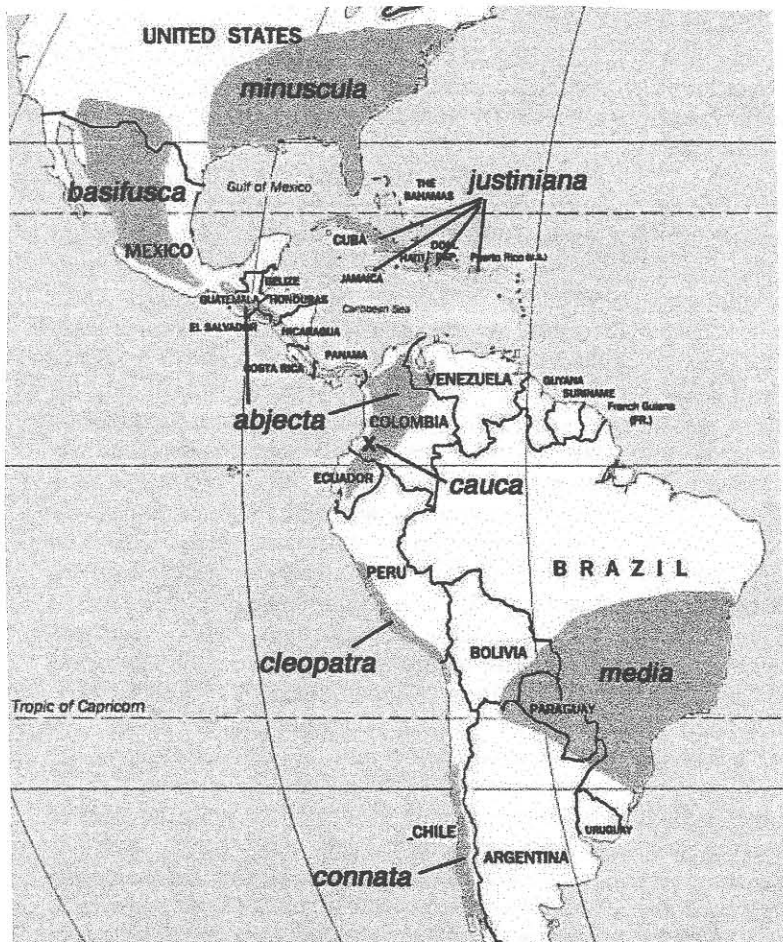 UNITED STATES
minuscula
basifusca
Gulf of Mexico
THE
BAHAMAS
justiniana
MEXICO
CUBA
HAITI
DOM.
REP.
Puerto Rico (U.S.)
JAMAICA
BELIZE
GUATEMALA
HONDURAS
Caribbean Sea
EL SALVADOR
NICARAGUA
COSTA RICA
PANAMA
VENEZUELA
GUYANA
SURINAME
French Guiana
(FR.)
abjecta
COLOMBIA
x
ECUADOR
cauca
PERU
BRAZIL
cleopatra
BOLIVIA
media
Tropic of Capricorn
PARAGUAY
CHILE
URUGUAY
ARGENTINA
connata